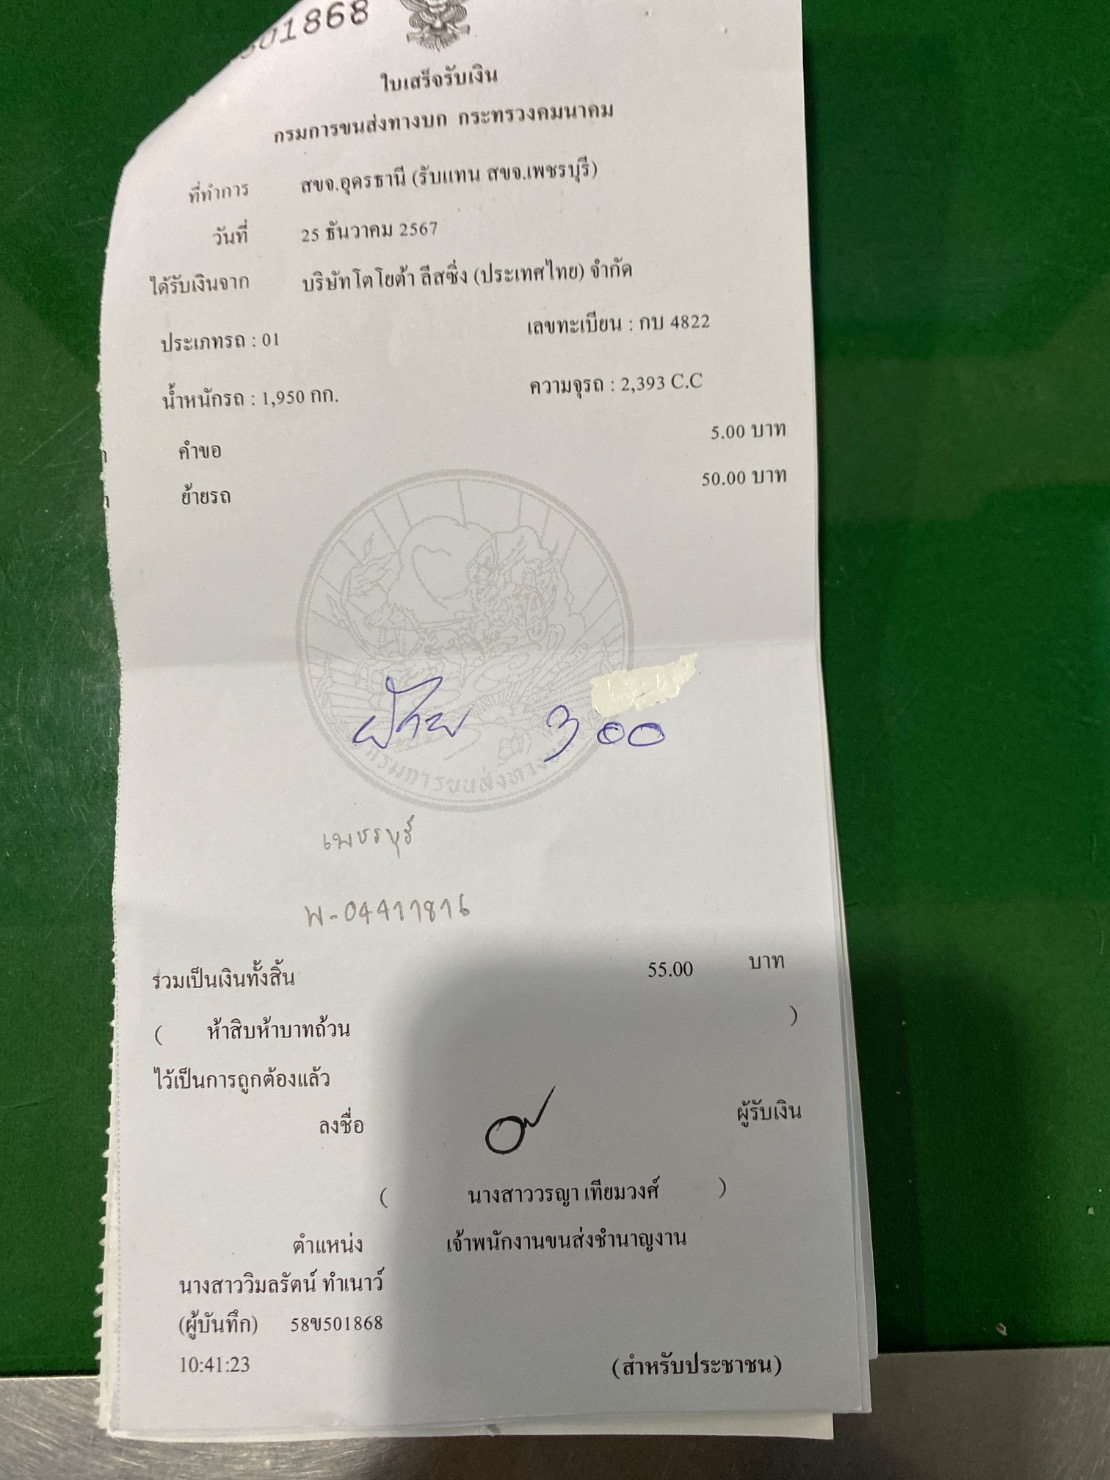 501868
ใบเสร็จรับเงิน
กรมการขนส่งทางบก กระทรวงคมนาคม
ที่ทำการ สขจ.อุดรธานี (รับแทน สขจ.เพชรบุรี)
วันที่ 25 ธันวาคม 2567
ได้รับเงินจาก บริษัทโตโยต้า ลีสซิ่ง (ประเทศไทย) จำกัด
ประเภทรถ : 01 เลขทะเบียน : กบ 4822
น้ำหนักรถ : 1,950 กก. ความจุรถ : 2,393 C.C
คำขอ 5.00 บาท
ย้ายรถ 50.00 บาท
300
กรมการขนส่งทาง
เพชรบุรี
รวมเป็นเงินทั้งสิ้น 55.00 บาท
( ห้าสิบห้าบาทถ้วน )
ไว้เป็นการถูกต้องแล้ว
ลงชื่อ ผู้รับเงิน
( นางสาววรญา เทียมวงศ์ )
ตำแหน่ง เจ้าพนักงานขนส่งชำนาญงาน
นางสาววิมลรัตน์ ทำเนาว์
(ผู้บันทึก) 58ข501868
10:41:23 (สำหรับประชาชน)